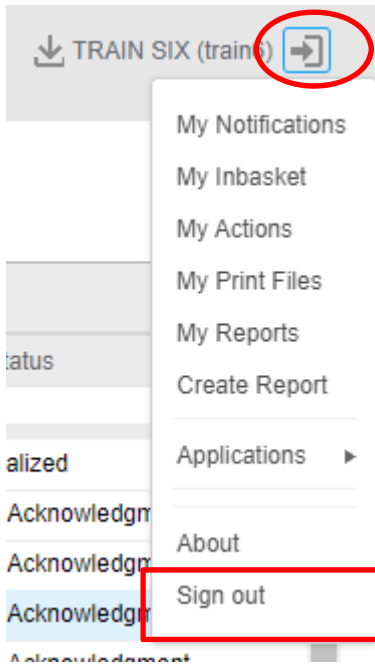 TRAIN SIX (train6)
My Notifications
My Inbasket
My Actions
My Print Files
My Reports
tatus
Create Report
alized
Applications
Acknowledgm
About
Acknowledgm
Sign out
Acknowledgm
Acknowledgment